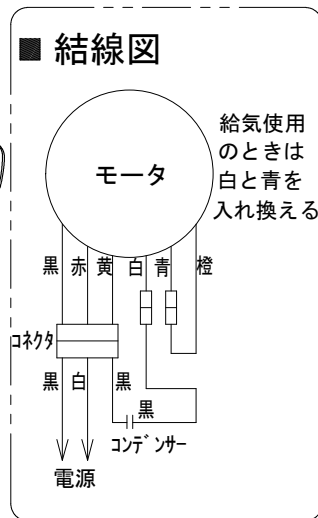 ■ 結線図
モータ
給気使用
のときは
白と青を
入れ換える
黒 赤 黄 白 青 橙
コネクタ
黒 白 黒
黒
コンデンサー
電源